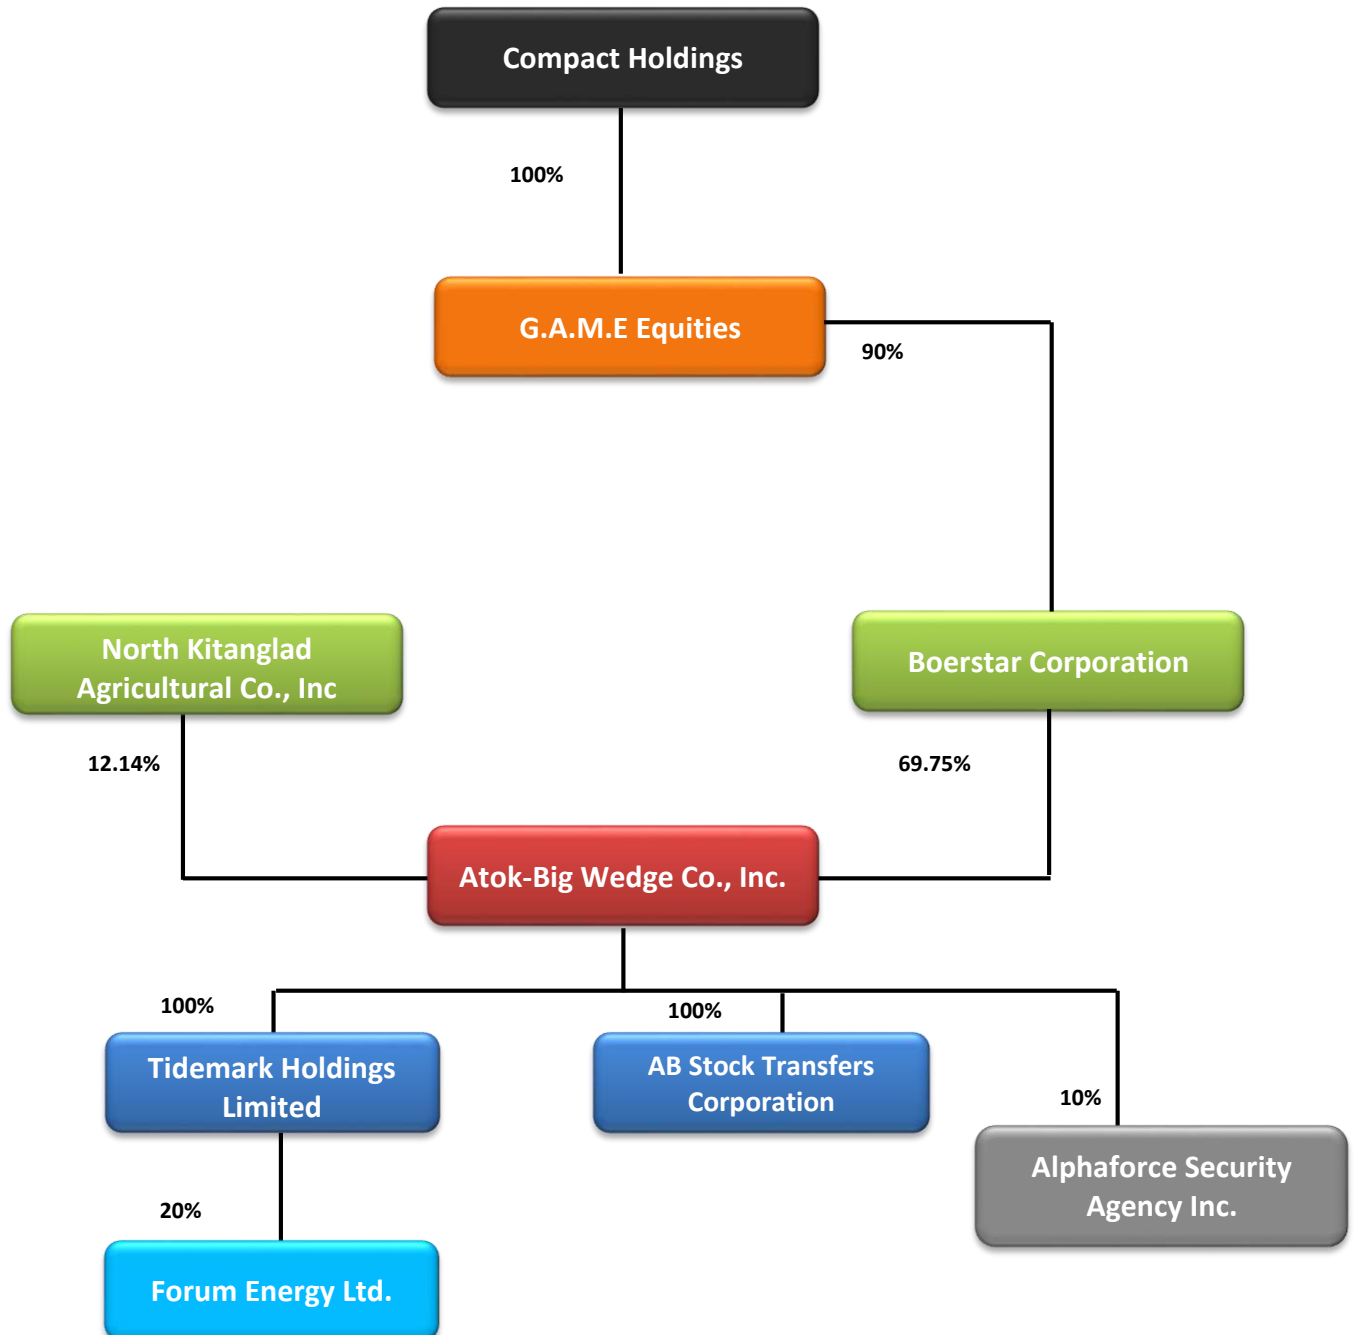 Compact Holdings
100%
G.A.M.E Equities
90%
North Kitanglad
Agricultural Co., Inc
Boerstar Corporation
12.14%
69.75%
Atok-Big Wedge Co., Inc.
100%
100%
Tidemark Holdings
Limited
AB Stock Transfers
Corporation
10%
Alphaforce Security
Agency Inc.
20%
Forum Energy Ltd.